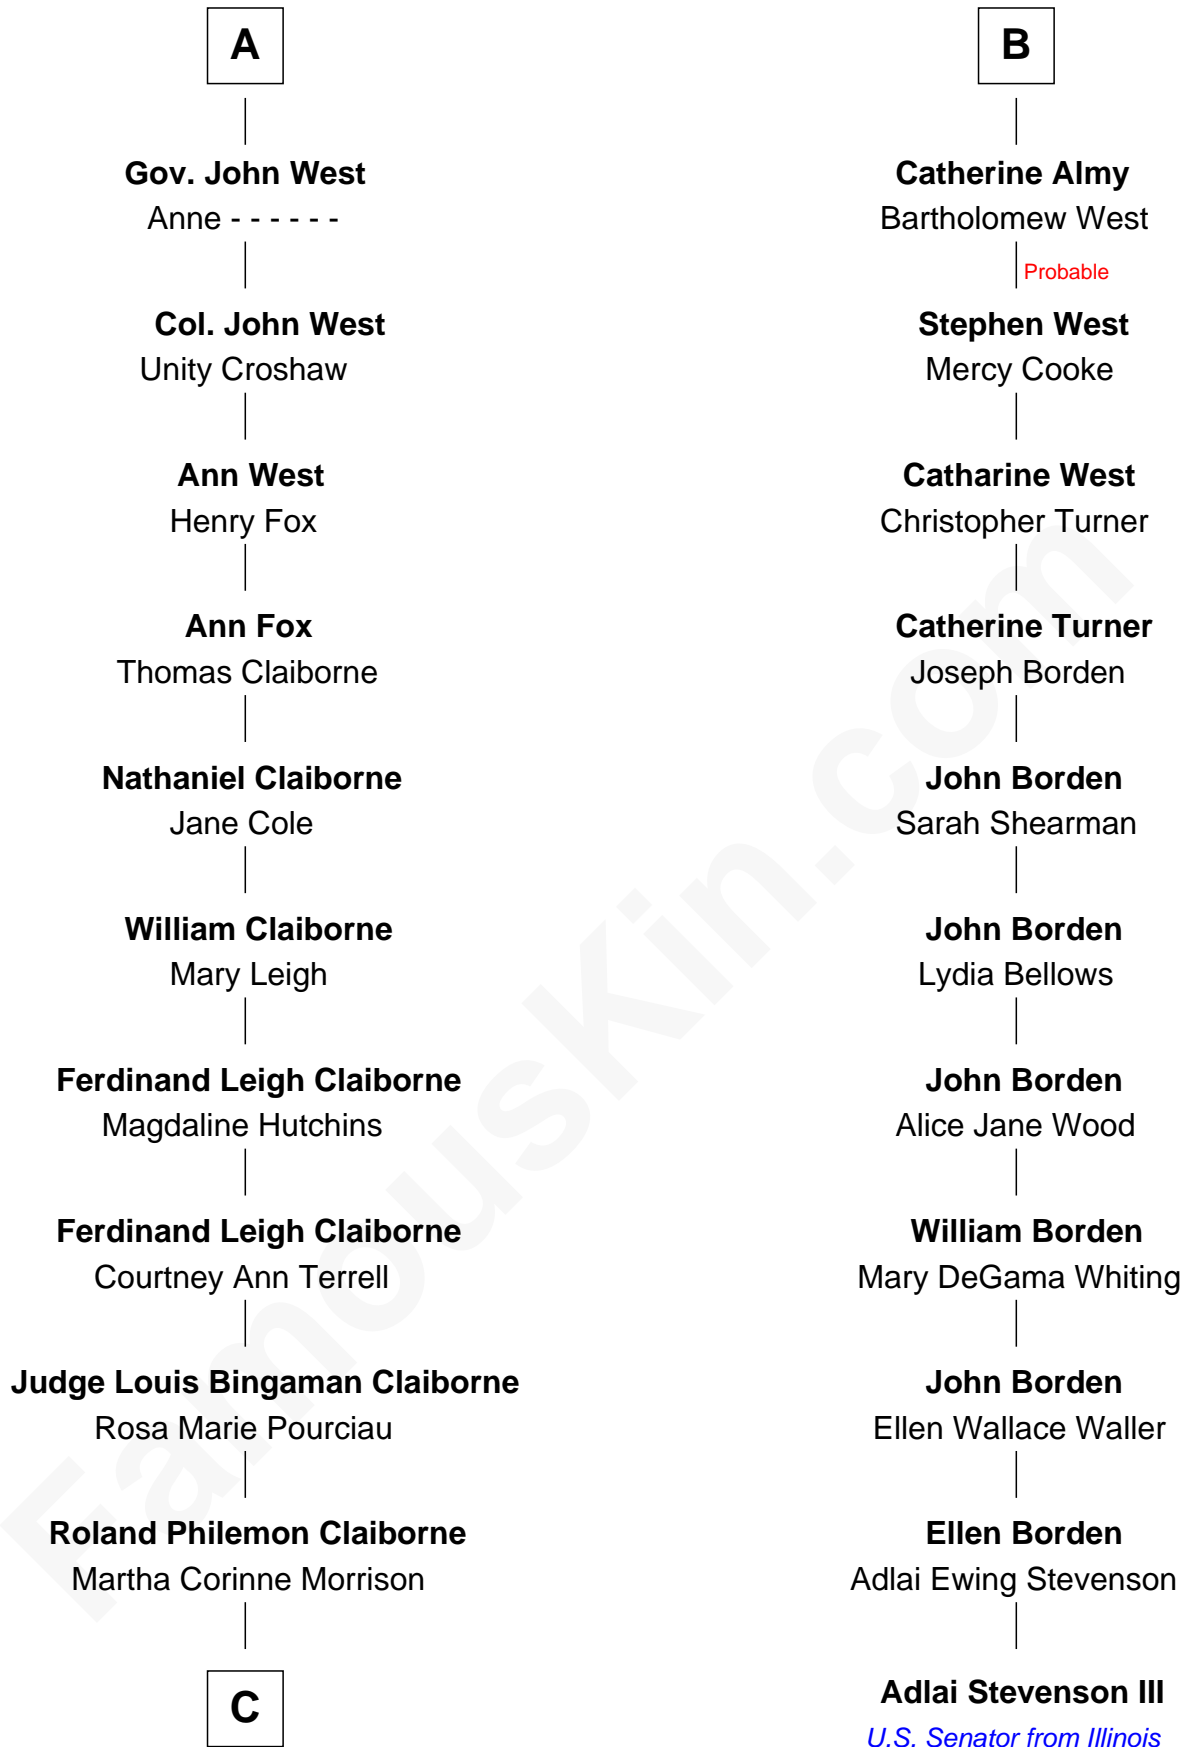 A
Gov. John West
Anne - - - - - -
Col. John West
Unity Croshaw
Ann West
Henry Fox
Ann Fox
Thomas Claiborne
Nathaniel Claiborne
Jane Cole
William Claiborne
Mary Leigh
Ferdinand Leigh Claiborne
Magdaline Hutchins
Ferdinand Leigh Claiborne
Courtney Ann Terrell
Judge Louis Bingaman Claiborne
Rosa Marie Pourciau
Roland Philemon Claiborne
Martha Corinne Morrison
C
B
Catherine Almy
Bartholomew West
Probable
Stephen West
Mercy Cooke
Catharine West
Christopher Turner
Catherine Turner
Joseph Borden
John Borden
Sarah Shearman
John Borden
Lydia Bellows
John Borden
Alice Jane Wood
William Borden
Mary DeGama Whiting
John Borden
Ellen Wallace Waller
Ellen Borden
Adlai Ewing Stevenson
Adlai Stevenson III
U.S. Senator from Illinois
FamousKin.com